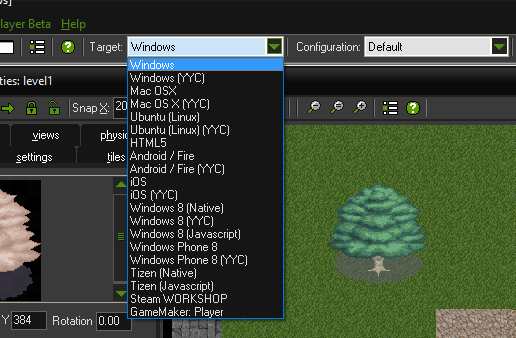 layer Beta Help
Target: Windows Configuration: Default
ties: level1
Snap X: 20
views physic
settings tiles
Windows
Windows (YYC)
Mac OSX
Mac OS X (YYC)
Ubuntu (Linux)
Ubuntu (Linux) (YYC)
HTML5
Android / Fire
Android / Fire (YYC)
iOS
iOS (YYC)
Windows 8 (Native)
Windows 8 (YYC)
Windows 8 (Javascript)
Windows Phone 8
Windows Phone 8 (YYC)
Tizen (Native)
Tizen (Javascript)
Steam WORKSHOP
GameMaker: Player
Y 384 Rotation 0.00